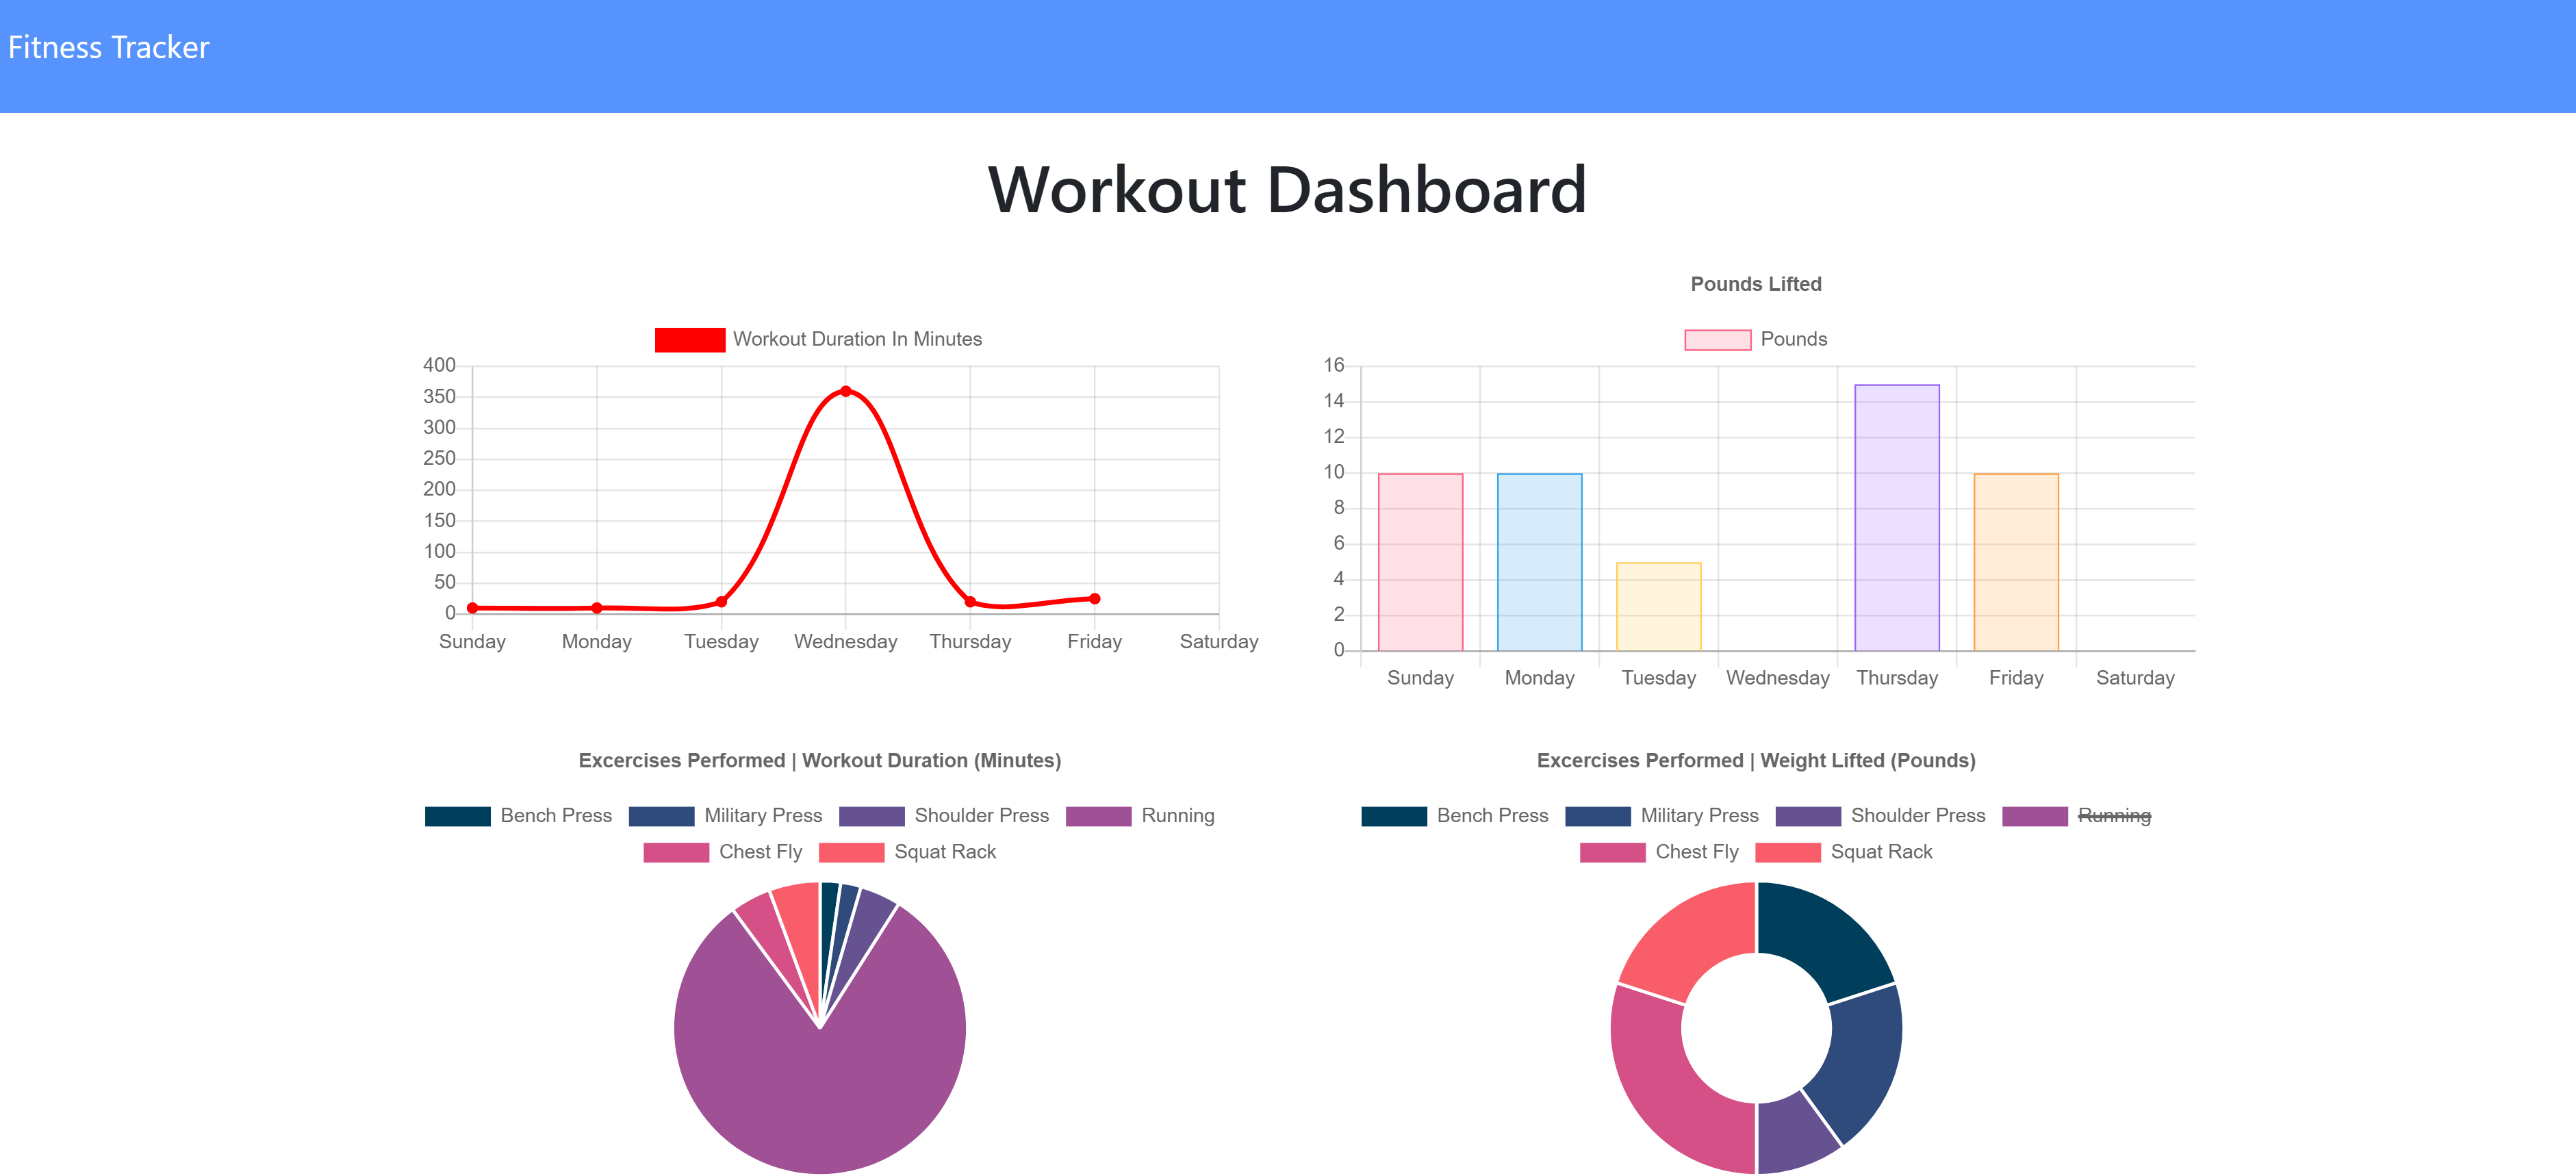 Fitness Tracker
Workout Dashboard
Workout Duration In Minutes
400
350
300
250
200
150
100
50
0
Sunday Monday Tuesday Wednesday Thursday Friday Saturday
Pounds Lifted
Pounds
16
14
12
10
8
6
4
2
0
Sunday Monday Tuesday Wednesday Thursday Friday Saturday
Excercises Performed | Workout Duration (Minutes)
Bench Press Military Press Shoulder Press Running
Chest Fly Squat Rack
Excercises Performed | Weight Lifted (Pounds)
Bench Press Military Press Shoulder Press Running
Chest Fly Squat Rack